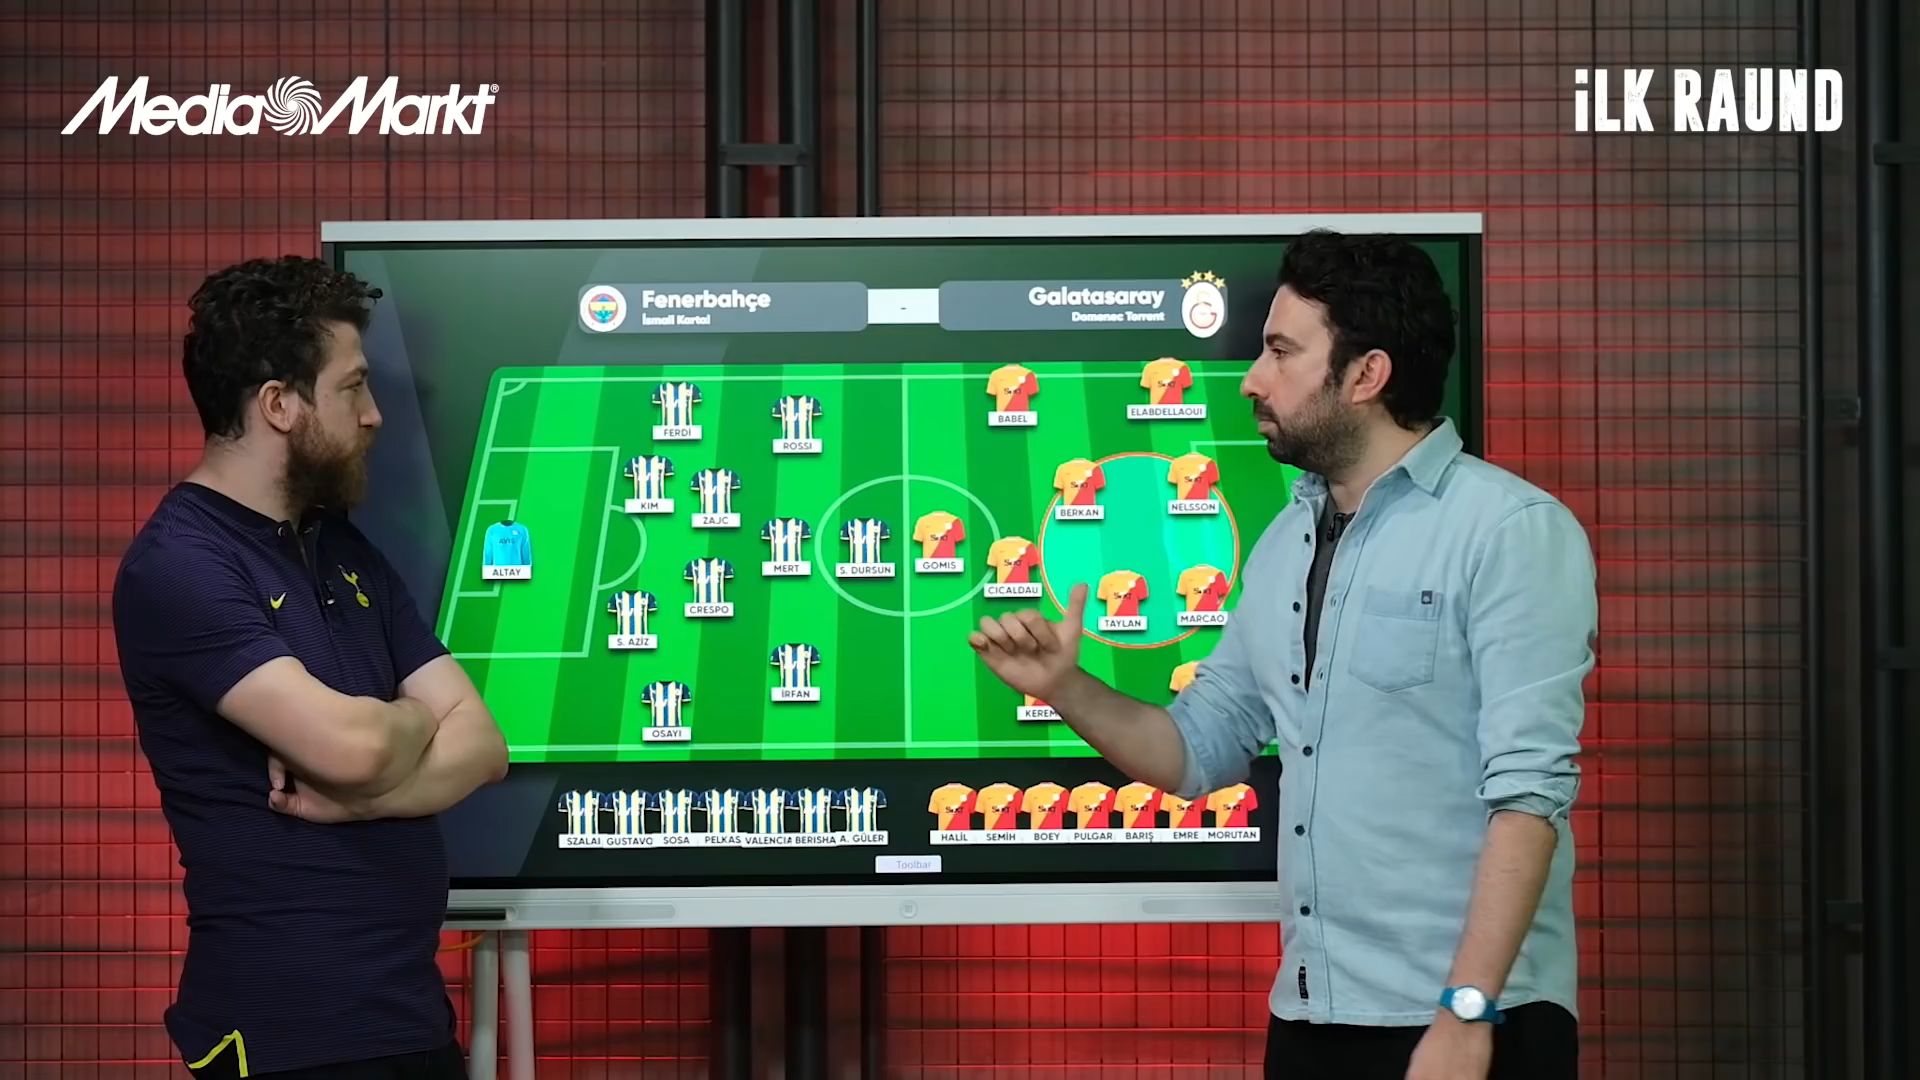 MediaMarkt®
iLK RAUND
Fenerbahçe
İsmail Kartal
-
Galatasaray
Domenec Torrent
FERDİ
ROSSI
BABEL
ELABDELLAOUI
KIM
ZAJC
BERKAN
NELSSON
ALTAY
MERT
S. DURSUN
GOMIS
CICALDAU
CRESPO
TAYLAN
MARCAO
S. AZİZ
İRFAN
KEREM
OSAYI
SZALAI GUSTAVO SOSA PELKAS VALENCIA BERISHA A. GÜLER
HALİL SEMİH BOEY PULGAR BARIŞ EMRE MORUTAN
Toolbar